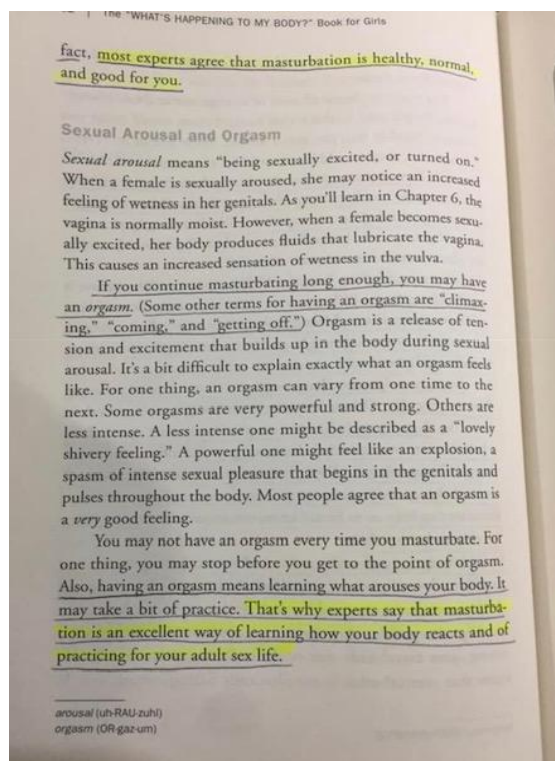 The "WHAT'S HAPPENING TO MY BODY?" Book for Girls
fact, most experts agree that masturbation is healthy, normal,
and good for you.
Sexual Arousal and Orgasm
Sexual arousal means "being sexually excited, or turned on."
When a female is sexually aroused, she may notice an increased
feeling of wetness in her genitals. As you'll learn in Chapter 6, the
vagina is normally moist. However, when a female becomes sexu-
ally excited, her body produces fluids that lubricate the vagina.
This causes an increased sensation of wetness in the vulva.
If you continue masturbating long enough, you may have
an orgasm. (Some other terms for having an orgasm are "climax-
ing," "coming," and "getting off.") Orgasm is a release of ten-
sion and excitement that builds up in the body during sexual
arousal. It's a bit difficult to explain exactly what an orgasm feels
like. For one thing, an orgasm can vary from one time to the
next. Some orgasms are very powerful and strong. Others are
less intense. A less intense one might be described as a "lovely
shivery feeling." A powerful one might feel like an explosion, a
spasm of intense sexual pleasure that begins in the genitals and
pulses throughout the body. Most people agree that an orgasm is
a very good feeling.
You may not have an orgasm every time you masturbate. For
one thing, you may stop before you get to the point of orgasm.
Also, having an orgasm means learning what arouses your body. It
may take a bit of practice. That's why experts say that masturba-
tion is an excellent way of learning how your body reacts and of
practicing for your adult sex life.
arousal (uh-RAU-zuhl)
orgasm (OR-gaz-um)